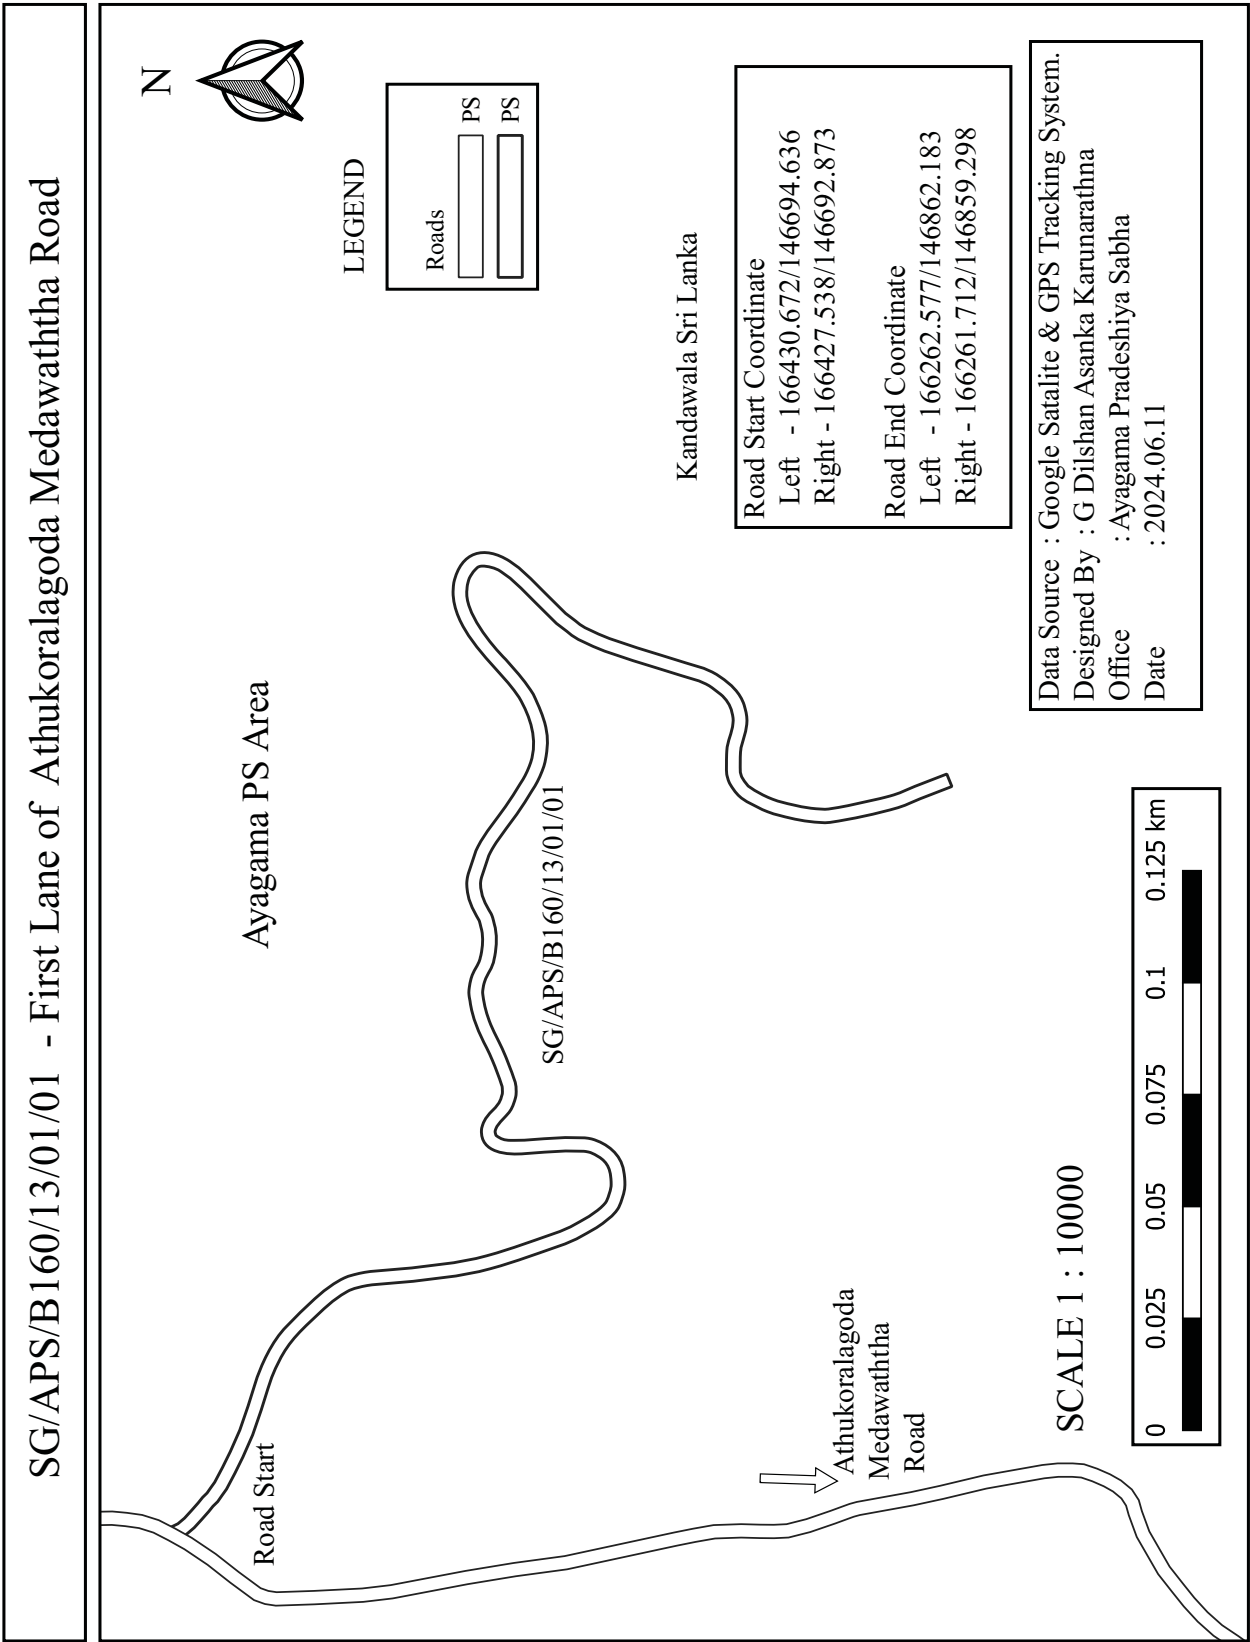 SG/APS/B160/13/01/01 - First Lane of Athukoralagoda Medawaththa Road
N
Ayagama PS Area
LEGEND
Roads
PS
PS
Road Start
SG/APS/B160/13/01/01
Kandawala Sri Lanka
Road Start Coordinate
Left - 166430.672/146694.636
Right - 166427.538/146692.873
Road End Coordinate
Left - 166262.577/146862.183
Right - 166261.712/146859.298
Athukoralagoda
Medawaththa
Road
Data Source : Google Satalite & GPS Tracking System.
Designed By : G Dilshan Asanka Karunarathna
Office : Ayagama Pradeshiya Sabha
Date : 2024.06.11
SCALE 1 : 10000
0 0.025 0.05 0.075 0.1 0.125 km